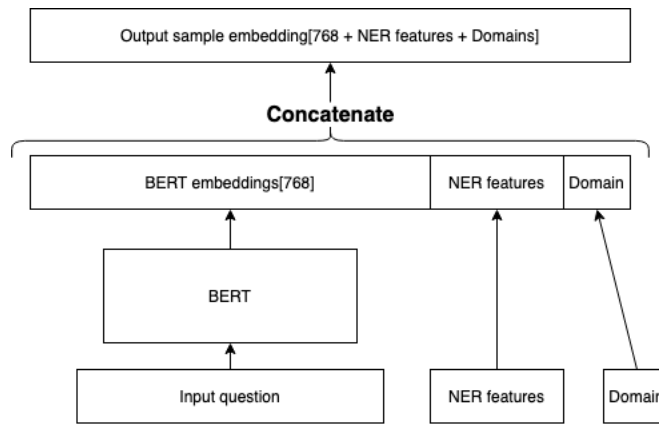 Output sample embedding[768 + NER features + Domains]
Concatenate
BERT embeddings[768]
NER features
Domain
BERT
Input question
NER features
Domain